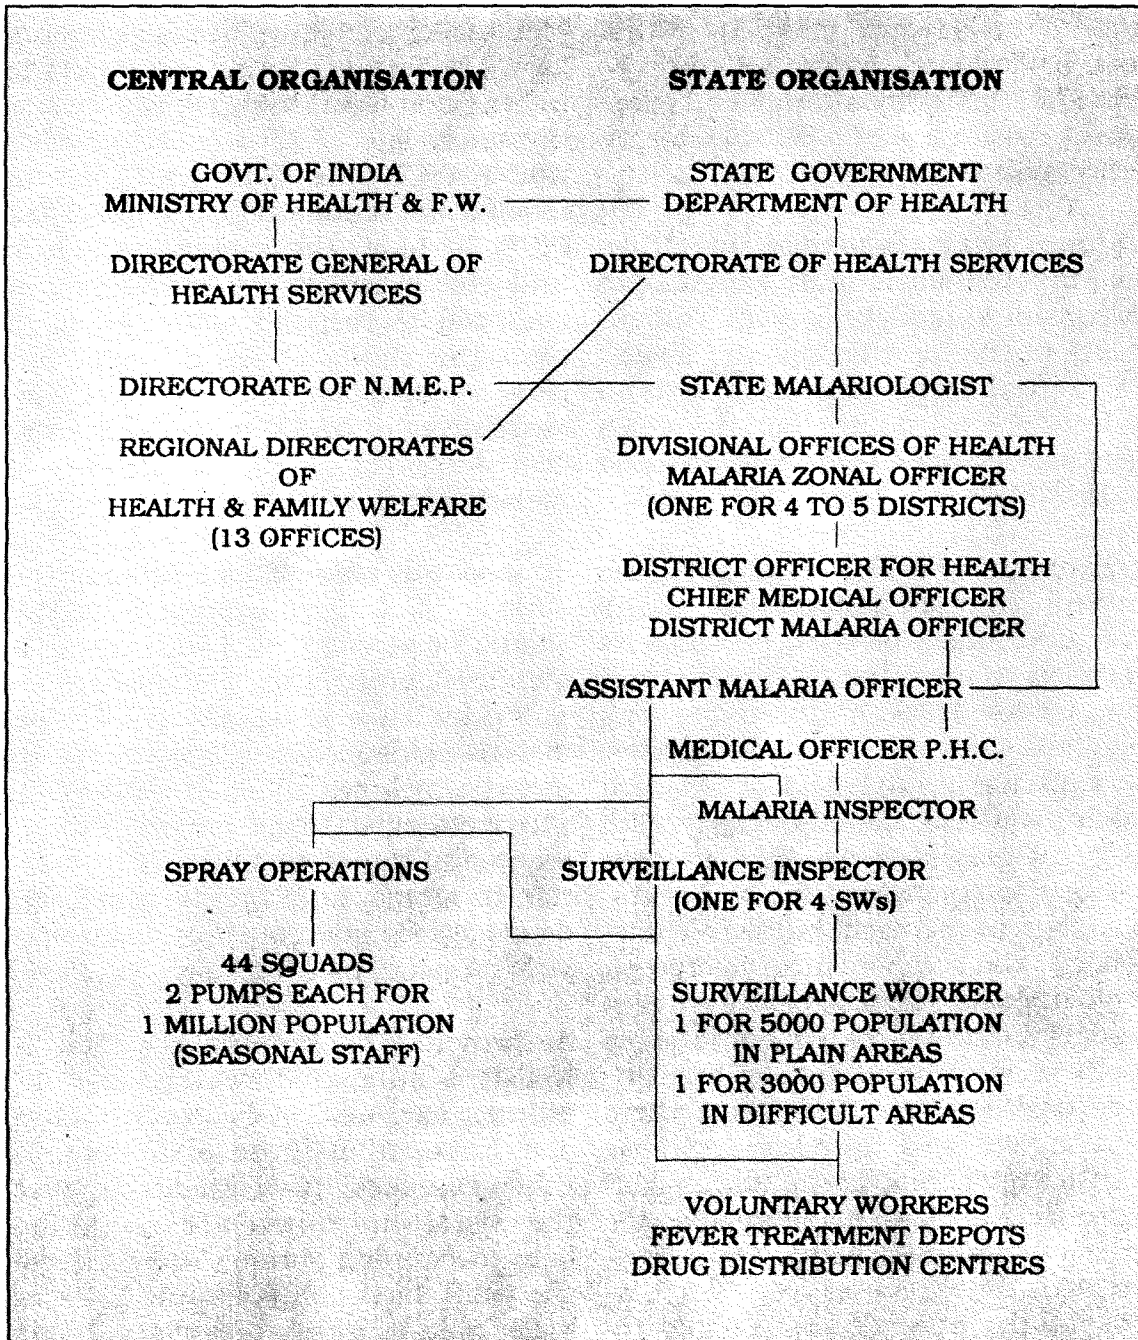 CENTRAL ORGANISATION
STATE ORGANISATION
GOVT. OF INDIA
MINISTRY OF HEALTH & F.W.
STATE GOVERNMENT
DEPARTMENT OF HEALTH
DIRECTORATE GENERAL OF
HEALTH SERVICES
DIRECTORATE OF HEALTH SERVICES
DIRECTORATE OF N.M.E.P.
STATE MALARIOLOGIST
REGIONAL DIRECTORATES
OF
HEALTH & FAMILY WELFARE
(13 OFFICES)
DIVISIONAL OFFICES OF HEALTH
MALARIA ZONAL OFFICER
(ONE FOR 4 TO 5 DISTRICTS)
DISTRICT OFFICER FOR HEALTH
CHIEF MEDICAL OFFICER
DISTRICT MALARIA OFFICER
ASSISTANT MALARIA OFFICER
MEDICAL OFFICER P.H.C.
MALARIA INSPECTOR
SPRAY OPERATIONS
SURVEILLANCE INSPECTOR
(ONE FOR 4 SWs)
44 SQUADS
2 PUMPS EACH FOR
1 MILLION POPULATION
(SEASONAL STAFF)
SURVEILLANCE WORKER
1 FOR 5000 POPULATION
IN PLAIN AREAS
1 FOR 3000 POPULATION
IN DIFFICULT AREAS
VOLUNTARY WORKERS
FEVER TREATMENT DEPOTS
DRUG DISTRIBUTION CENTRES